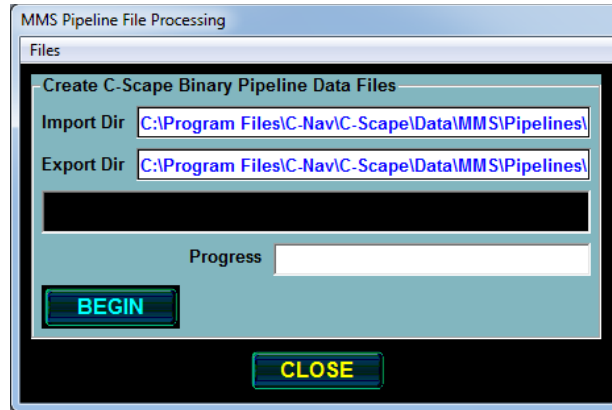 MMS Pipeline File Processing
Files
Create C-Scape Binary Pipeline Data Files
Import Dir C:\Program Files\C-Nav\C-Scape\Data\MMS\Pipelines\
Export Dir C:\Program Files\C-Nav\C-Scape\Data\MMS\Pipelines\
Progress
BEGIN
CLOSE